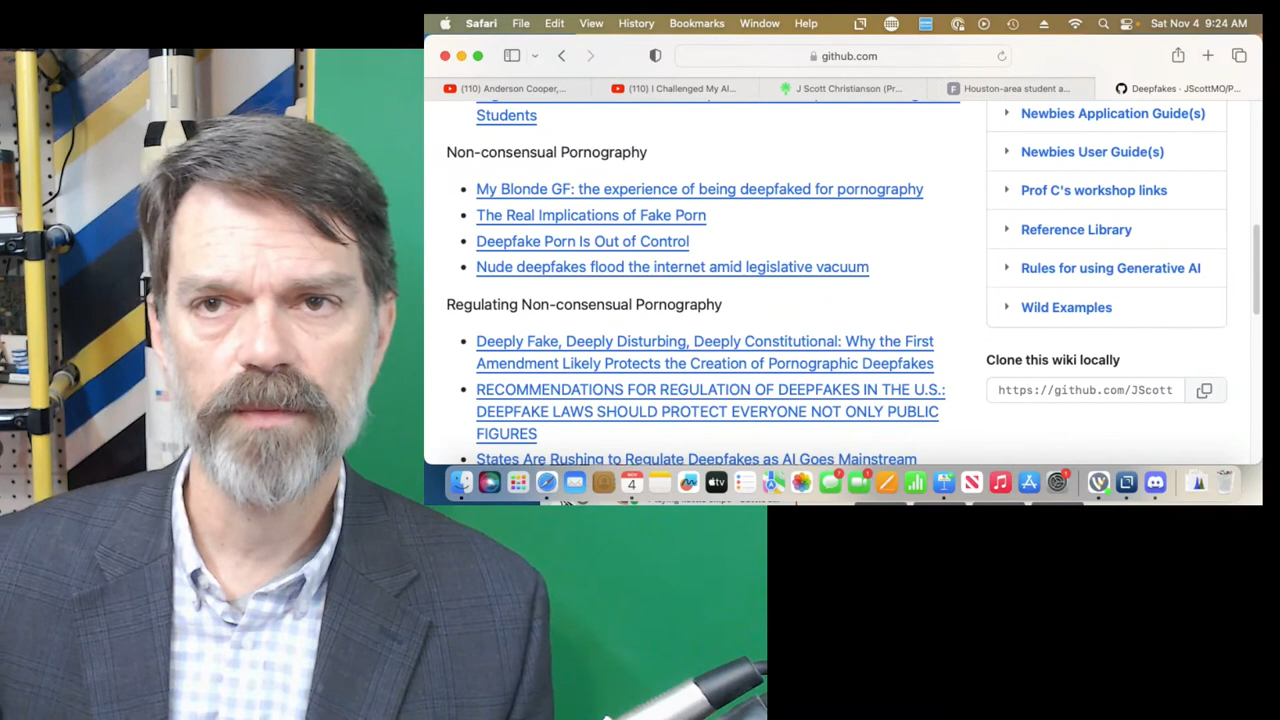 Safari File Edit View History Bookmarks Window Help Sat Nov 4 9:24 AM
github.com
(110) Anderson Cooper,... (110) I Challenged My AI... J Scott Christianson (Pr... Houston-area student a... Deepfakes · JScottMO/P...
Students
Non-consensual Pornography
My Blonde GF: the experience of being deepfaked for pornography
The Real Implications of Fake Porn
Deepfake Porn Is Out of Control
Nude deepfakes flood the internet amid legislative vacuum
Regulating Non-consensual Pornography
Deeply Fake, Deeply Disturbing, Deeply Constitutional: Why the First
Amendment Likely Protects the Creation of Pornographic Deepfakes
RECOMMENDATIONS FOR REGULATION OF DEEPFAKES IN THE U.S.:
DEEPFAKE LAWS SHOULD PROTECT EVERYONE NOT ONLY PUBLIC
FIGURES
States Are Rushing to Regulate Deepfakes as AI Goes Mainstream
Newbies Application Guide(s)
Newbies User Guide(s)
Prof C's workshop links
Reference Library
Rules for using Generative AI
Wild Examples
Clone this wiki locally
https://github.com/JScott
NOV
4
tv